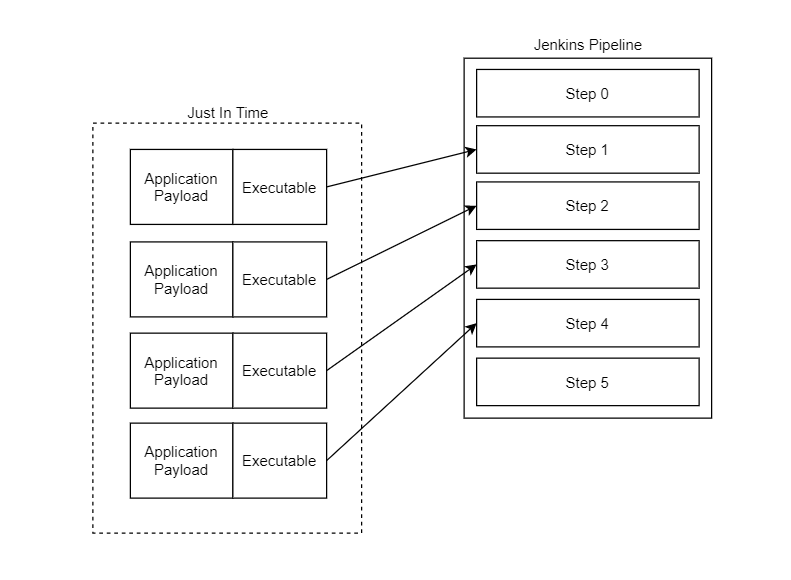 Jenkins Pipeline
Step 0
Step 1
Step 2
Step 3
Step 4
Step 5
Just In Time
Application
Payload
Executable
Application
Payload
Executable
Application
Payload
Executable
Application
Payload
Executable